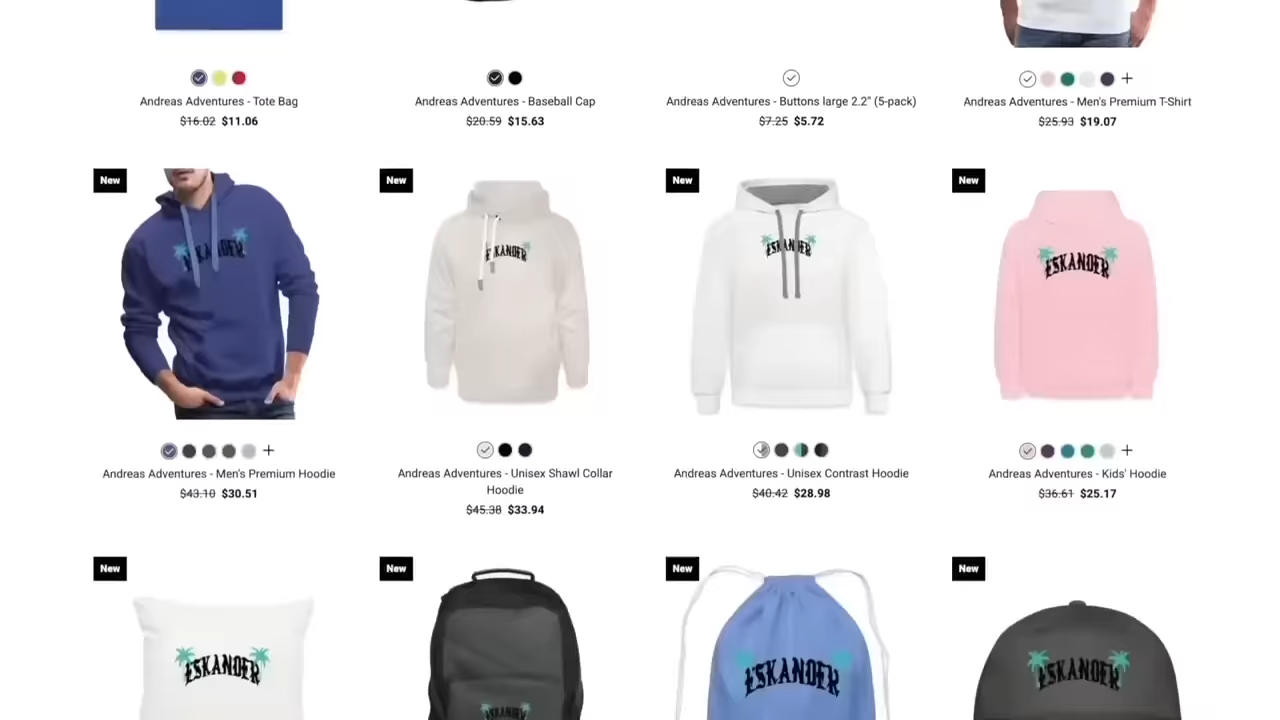 Andreas Adventures - Tote Bag
$16.02 $11.06
Andreas Adventures - Baseball Cap
$20.59 $15.63
Andreas Adventures - Buttons large 2.2" (5-pack)
$7.25 $5.72
Andreas Adventures - Men's Premium T-Shirt
$25.93 $19.07
New
ESKANDER
New
ESKANDER
New
ESKANDER
New
ESKANDER
Andreas Adventures - Men's Premium Hoodie
$43.10 $30.51
Andreas Adventures - Unisex Shawl Collar
Hoodie
$45.38 $33.94
Andreas Adventures - Unisex Contrast Hoodie
$40.42 $28.98
Andreas Adventures - Kids' Hoodie
$36.61 $25.17
New
ESKANDER
New
ESKANDER
New
ESKANDER
New
ESKANDER